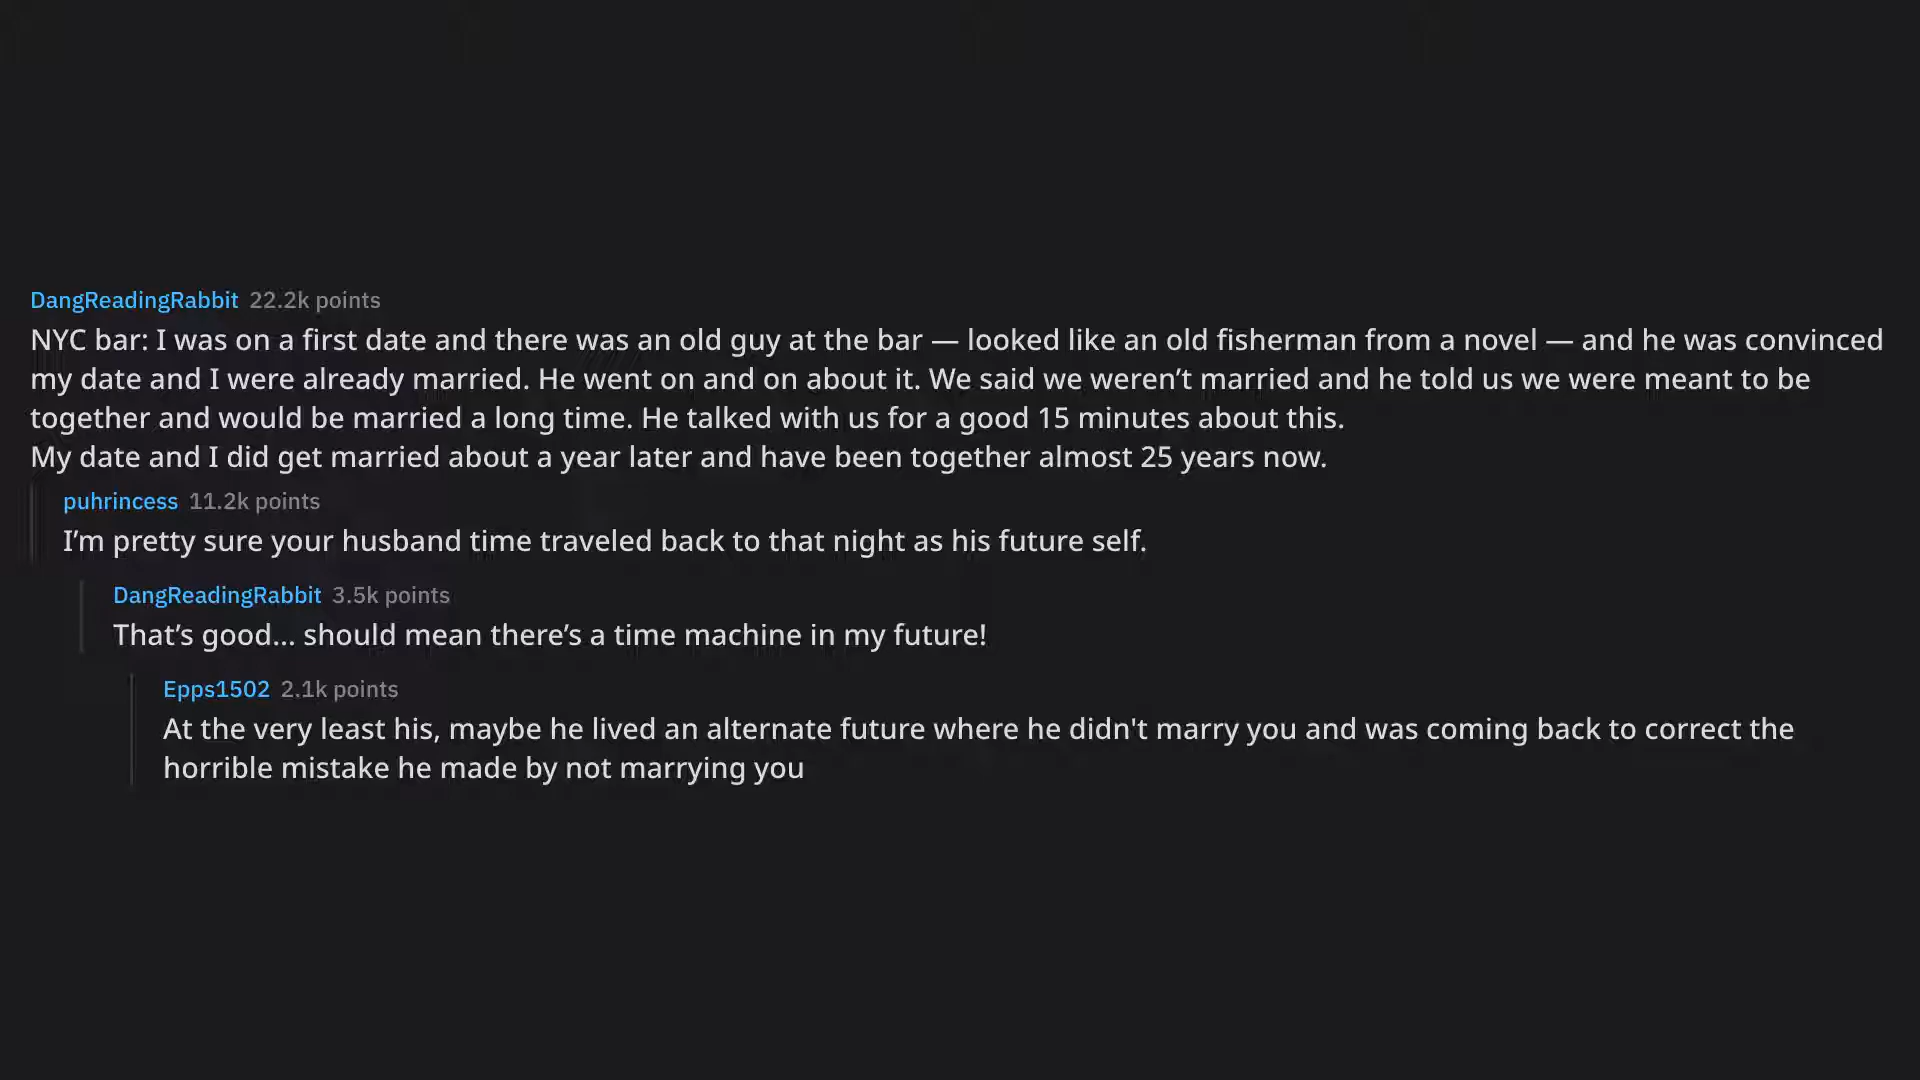 DangReadingRabbit 22.2k points
NYC bar: I was on a first date and there was an old guy at the bar — looked like an old fisherman from a novel — and he was convinced
my date and I were already married. He went on and on about it. We said we weren’t married and he told us we were meant to be
together and would be married a long time. He talked with us for a good 15 minutes about this.
My date and I did get married about a year later and have been together almost 25 years now.
puhrincess 11.2k points
I’m pretty sure your husband time traveled back to that night as his future self.
DangReadingRabbit 3.5k points
That’s good... should mean there’s a time machine in my future!
Epps1502 2.1k points
At the very least his, maybe he lived an alternate future where he didn't marry you and was coming back to correct the
horrible mistake he made by not marrying you